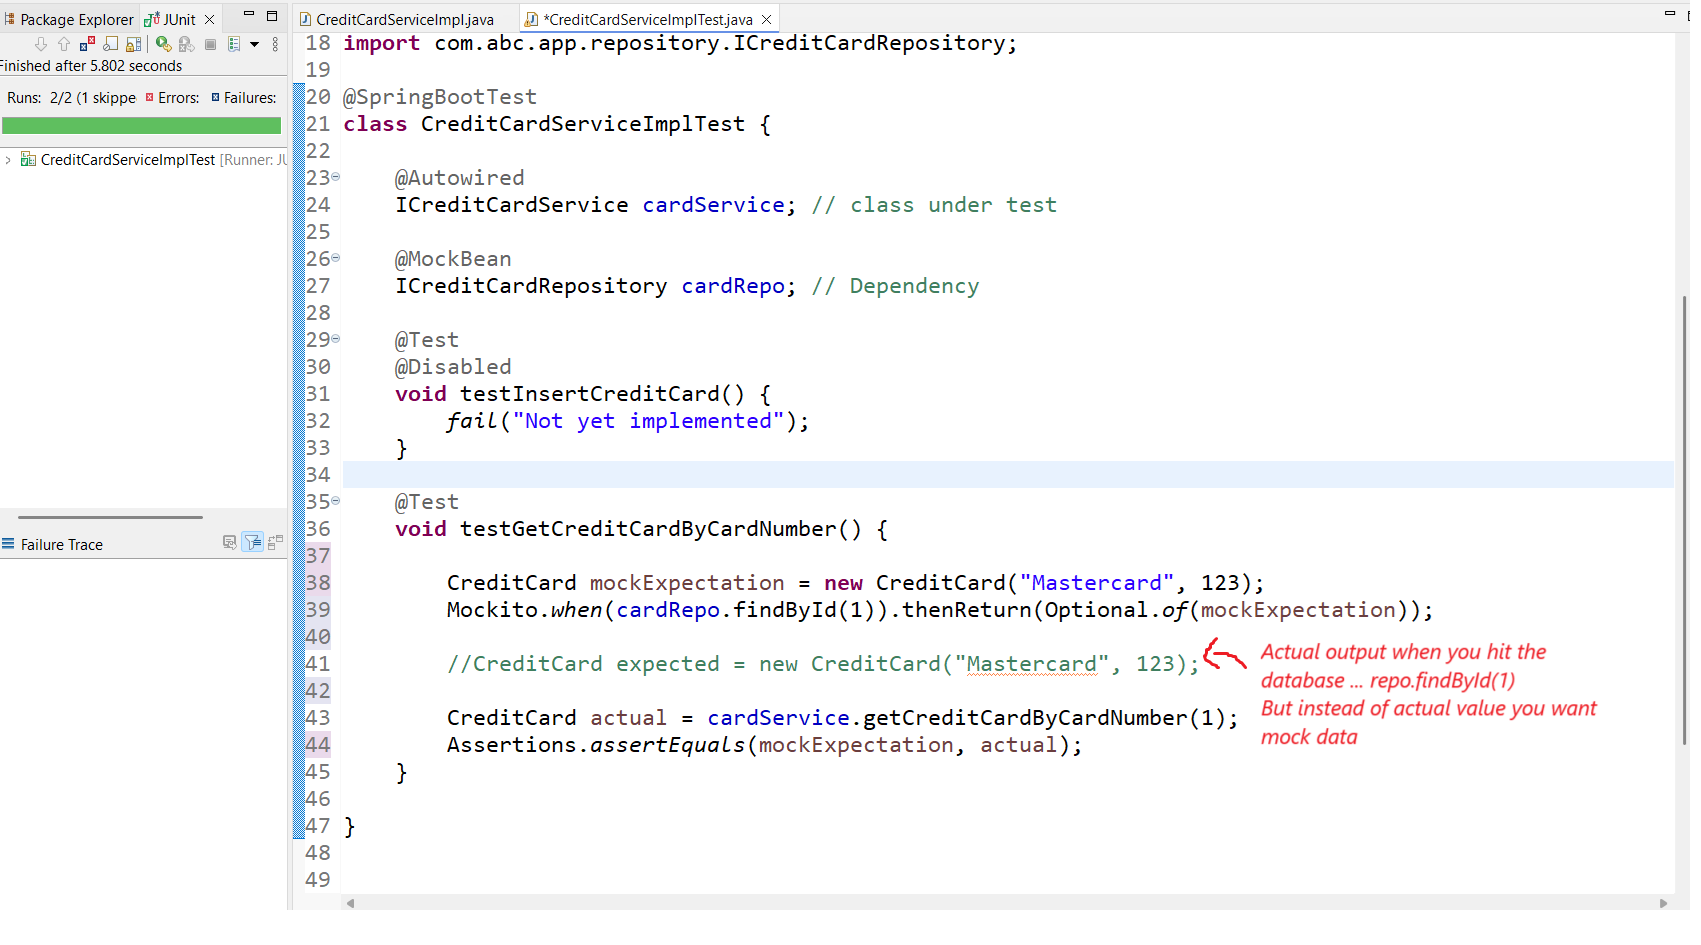 Package Explorer JUnit
Finished after 5.802 seconds
Runs: 2/2 (1 skippe Errors: Failures:
CreditCardServiceImplTest [Runner: JU
Failure Trace
CreditCardServiceImpl.java *CreditCardServiceImplTest.java
18 import com.abc.app.repository.ICreditCardRepository;
19
20 @SpringBootTest
21 class CreditCardServiceImplTest {
22
23 @Autowired
24 ICreditCardService cardService; // class under test
25
26 @MockBean
27 ICreditCardRepository cardRepo; // Dependency
28
29 @Test
30 @Disabled
31 void testInsertCreditCard() {
32 fail("Not yet implemented");
33 }
34
35 @Test
36 void testGetCreditCardByCardNumber() {
37
38 CreditCard mockExpectation = new CreditCard("Mastercard", 123);
39 Mockito.when(cardRepo.findById(1)).thenReturn(Optional.of(mockExpectation));
40
41 //CreditCard expected = new CreditCard("Mastercard", 123);
42
43 CreditCard actual = cardService.getCreditCardByCardNumber(1);
44 Assertions.assertEquals(mockExpectation, actual);
45 }
46
47 }
48
49
Actual output when you hit the
database ... repo.findById(1)
But instead of actual value you want
mock data